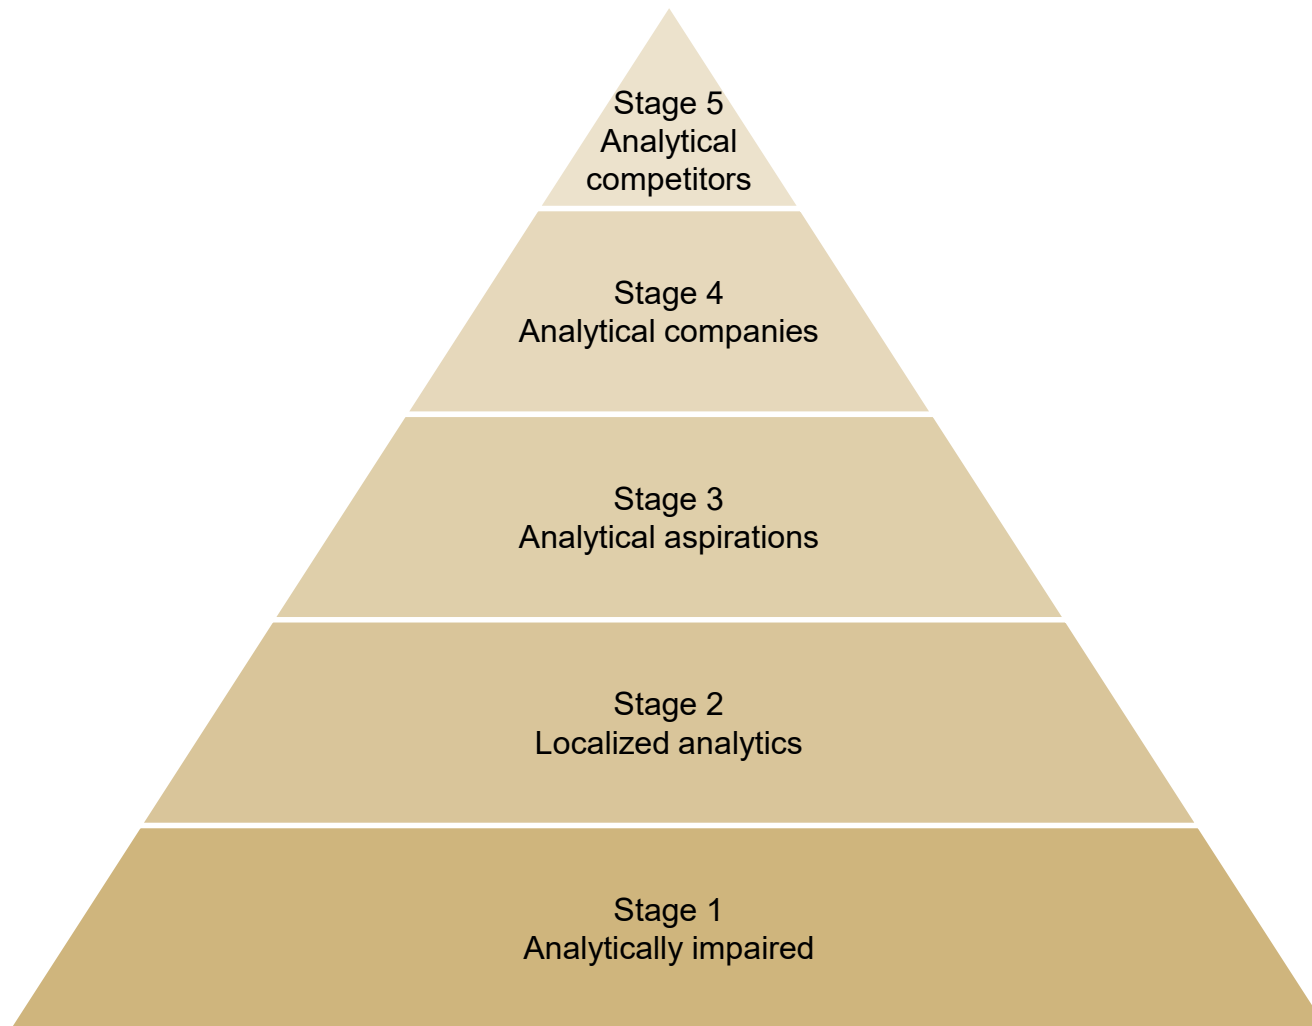 Stage 5
Analytical
competitors
Stage 4
Analytical companies
Stage 3
Analytical aspirations
Stage 2
Localized analytics
Stage 1
Analytically impaired